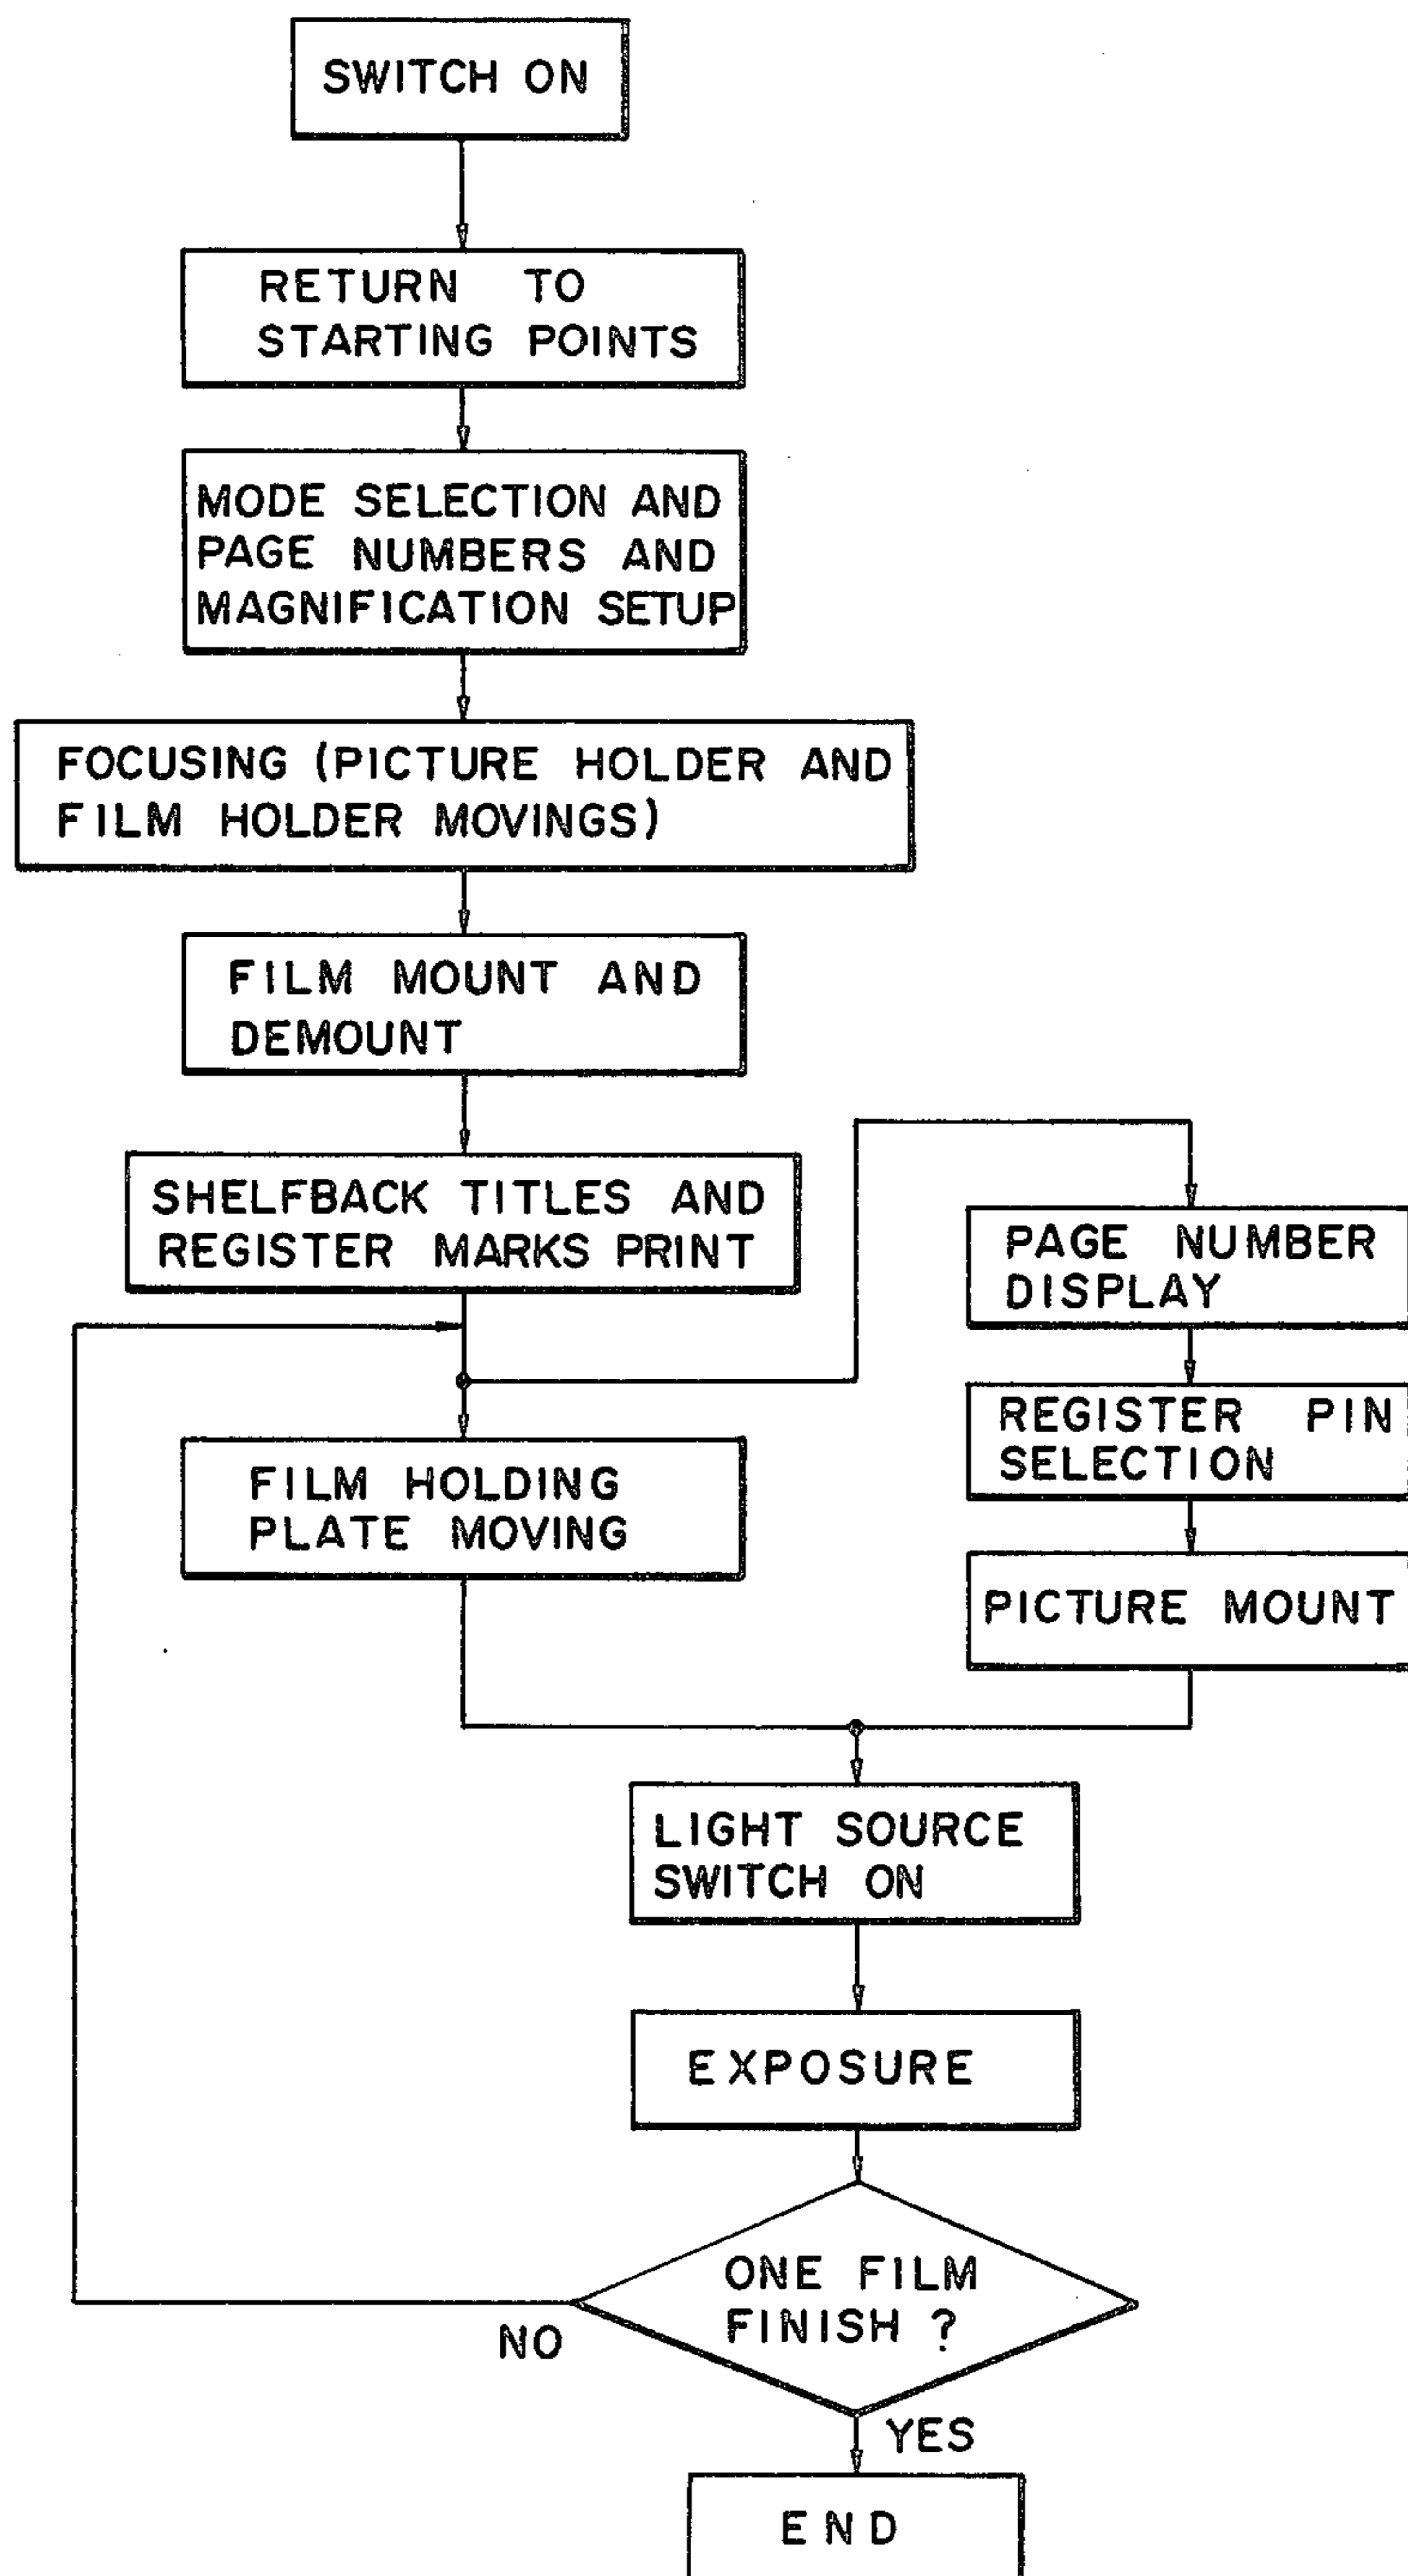 SWITCH ON
RETURN TO
STARTING POINTS
MODE SELECTION AND
PAGE NUMBERS AND
MAGNIFICATION SETUP
FOCUSING (PICTURE HOLDER AND
FILM HOLDER MOVINGS)
FILM MOUNT AND
DEMOUNT
SHELFBACK TITLES AND
REGISTER MARKS PRINT
FILM HOLDING
PLATE MOVING
PAGE NUMBER
DISPLAY
REGISTER PIN
SELECTION
PICTURE MOUNT
LIGHT SOURCE
SWITCH ON
EXPOSURE
ONE FILM
FINISH ?
NO
YES
END